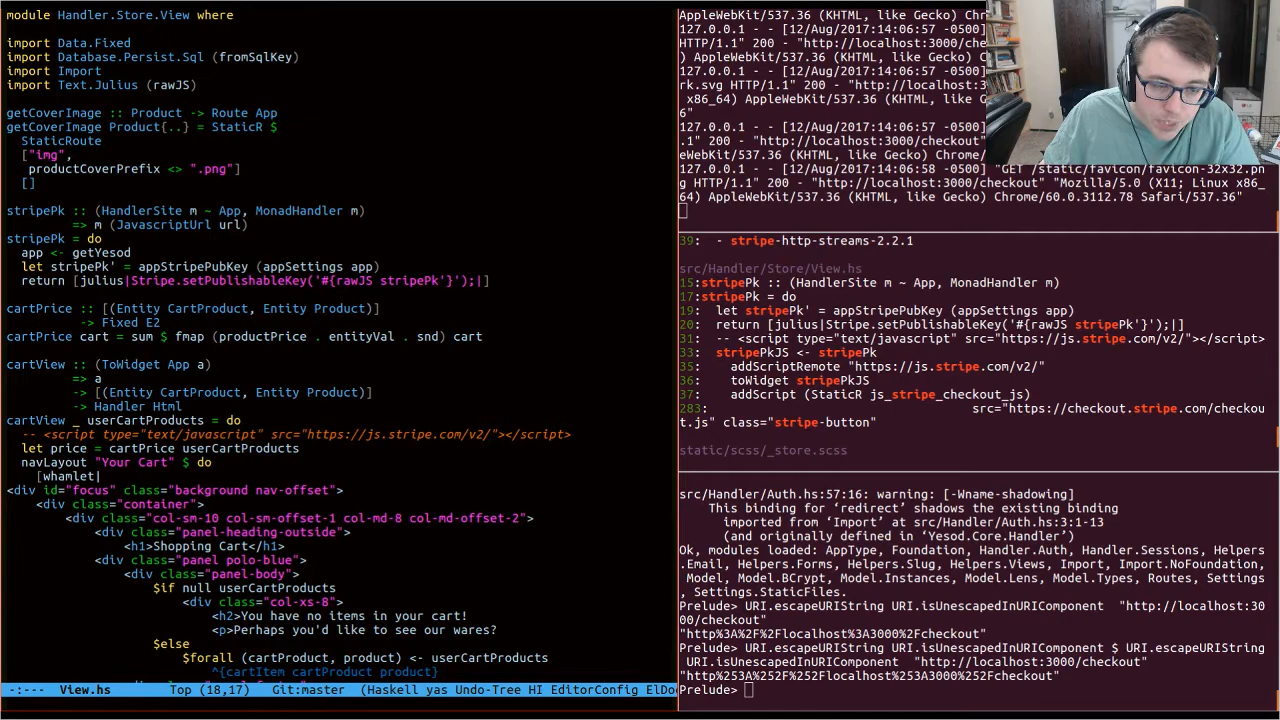 module Handler.Store.View where
import Data.Fixed
import Database.Persist.Sql (fromSqlKey)
import Import
import Text.Julius (rawJS)
getCoverImage :: Product -> Route App
getCoverImage Product{..} = StaticR $
StaticRoute
["img",
productCoverPrefix <> ".png"]
[]
stripePk :: (HandlerSite m ~ App, MonadHandler m)
=> m (JavascriptUrl url)
stripePk = do
app <- getYesod
let stripePk' = appStripePubKey (appSettings app)
return [julius|Stripe.setPublishableKey('#{rawJS stripePk'}');|]
cartPrice :: [(Entity CartProduct, Entity Product)]
-> Fixed E2
cartPrice cart = sum $ fmap (productPrice . entityVal . snd) cart
cartView :: (ToWidget App a)
=> a
-> [(Entity CartProduct, Entity Product)]
-> Handler Html
cartView _ userCartProducts = do
-- <script type="text/javascript" src="https://js.stripe.com/v2/"></script>
let price = cartPrice userCartProducts
navLayout "Your Cart" $ do
[whamlet|
<div id="focus" class="background nav-offset">
<div class="container">
<div class="col-sm-10 col-sm-offset-1 col-md-8 col-md-offset-2">
<div class="panel-heading-outside">
<h1>Shopping Cart</h1>
<div class="panel polo-blue">
<div class="panel-body">
$if null userCartProducts
<div class="col-xs-8">
<h2>You have no items in your cart!
<p>Perhaps you'd like to see our wares?
$else
$forall (cartProduct, product) <- userCartProducts
^{cartItem cartProduct product}
-:--- View.hs Top (18,17) Git:master (Haskell yas Undo-Tree HI EditorConfig ElDo
AppleWebKit/537.36 (KHTML, like Gecko) Chr
127.0.0.1 - - [12/Aug/2017:14:06:57 -0500]
HTTP/1.1" 200 - "http://localhost:3000/che
) AppleWebKit/537.36 (KHTML, like Gecko) C
127.0.0.1 - - [12/Aug/2017:14:06:57 -0500]
rk.svg HTTP/1.1" 200 - "http://localhost:3
x86_64) AppleWebKit/537.36 (KHTML, like G
6"
127.0.0.1 - - [12/Aug/2017:14:06:57 -0500]
.1" 200 - "http://localhost:3000/checkout"
eWebKit/537.36 (KHTML, like Gecko) Chrome/
127.0.0.1 - - [12/Aug/2017:14:06:58 -0500] "GET /static/favicon/favicon-32x32.pn
g HTTP/1.1" 200 - "http://localhost:3000/checkout" "Mozilla/5.0 (X11; Linux x86_
64) AppleWebKit/537.36 (KHTML, like Gecko) Chrome/60.0.3112.78 Safari/537.36"
39: - stripe-http-streams-2.2.1
src/Handler/Store/View.hs
15:stripePk :: (HandlerSite m ~ App, MonadHandler m)
17:stripePk = do
19: let stripePk' = appStripePubKey (appSettings app)
20: return [julius|Stripe.setPublishableKey('#{rawJS stripePk'}');|]
31: -- <script type="text/javascript" src="https://js.stripe.com/v2/"></script>
33: stripePkJS <- stripePk
35: addScriptRemote "https://js.stripe.com/v2/"
36: toWidget stripePkJS
37: addScript (StaticR js_stripe_checkout_js)
283: src="https://checkout.stripe.com/checkou
t.js" class="stripe-button"
static/scss/_store.scss
src/Handler/Auth.hs:57:16: warning: [-Wname-shadowing]
This binding for ‘redirect’ shadows the existing binding
imported from ‘Import’ at src/Handler/Auth.hs:3:1-13
(and originally defined in ‘Yesod.Core.Handler’)
Ok, modules loaded: AppType, Foundation, Handler.Auth, Handler.Sessions, Helpers
.Email, Helpers.Forms, Helpers.Slug, Helpers.Views, Import, Import.NoFoundation,
Model, Model.BCrypt, Model.Instances, Model.Lens, Model.Types, Routes, Settings
, Settings.StaticFiles.
Prelude> URI.escapeURIString URI.isUnescapedInURIComponent "http://localhost:30
00/checkout"
"http%3A%2F%2Flocalhost%3A3000%2Fcheckout"
Prelude> URI.escapeURIString URI.isUnescapedInURIComponent $ URI.escapeURIString
URI.isUnescapedInURIComponent "http://localhost:3000/checkout"
"http%253A%252F%252Flocalhost%253A3000%252Fcheckout"
Prelude>